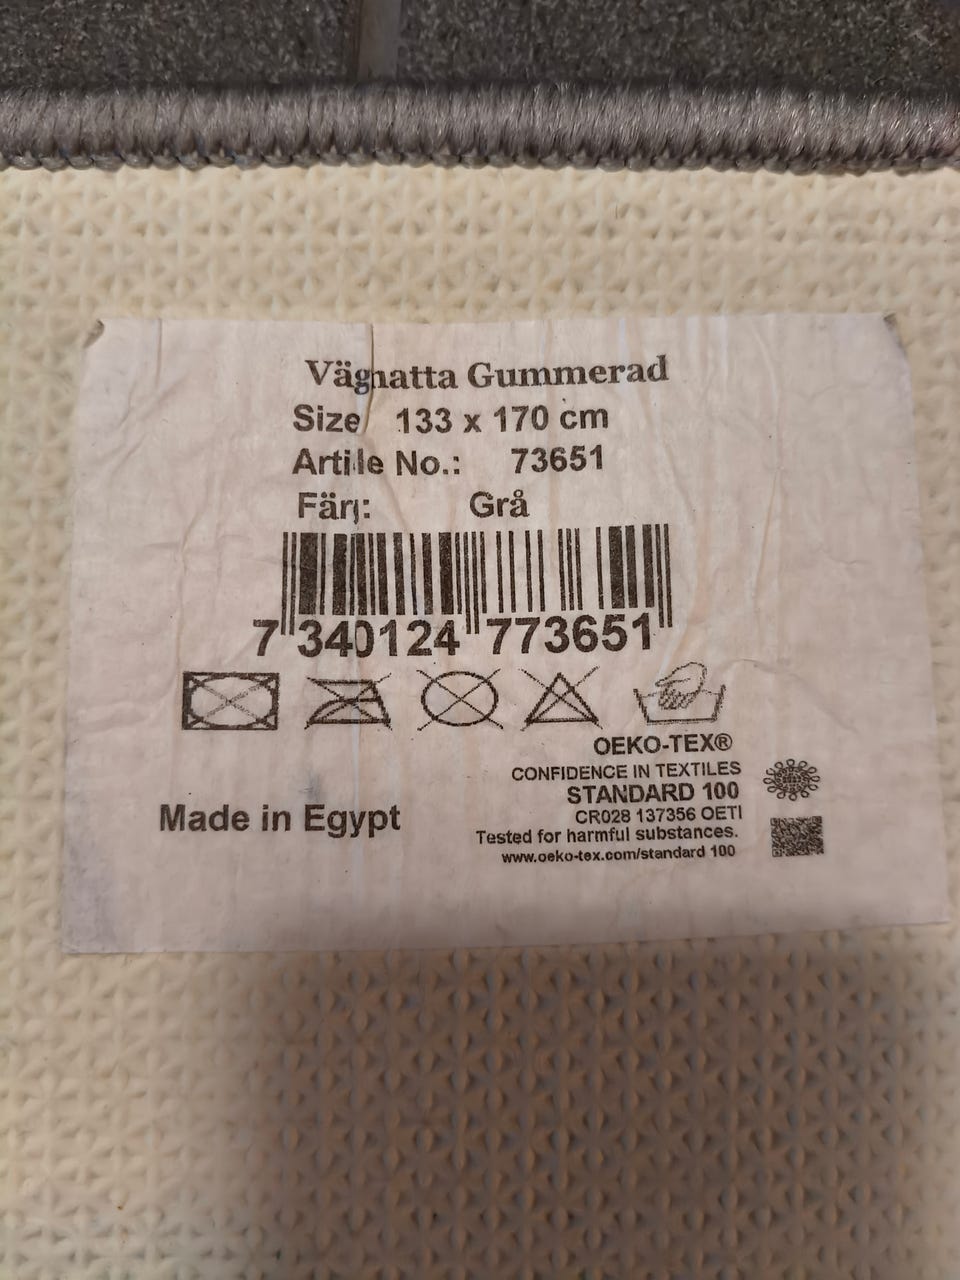 Vägnatta Gummerad
Size 133 x 170 cm
Artile No.: 73651
Färg: Grå
7 340124 773651
OEKO-TEX®
CONFIDENCE IN TEXTILES
STANDARD 100
CR028 137356 OETI
Tested for harmful substances.
www.oeko-tex.com/standard 100
Made in Egypt